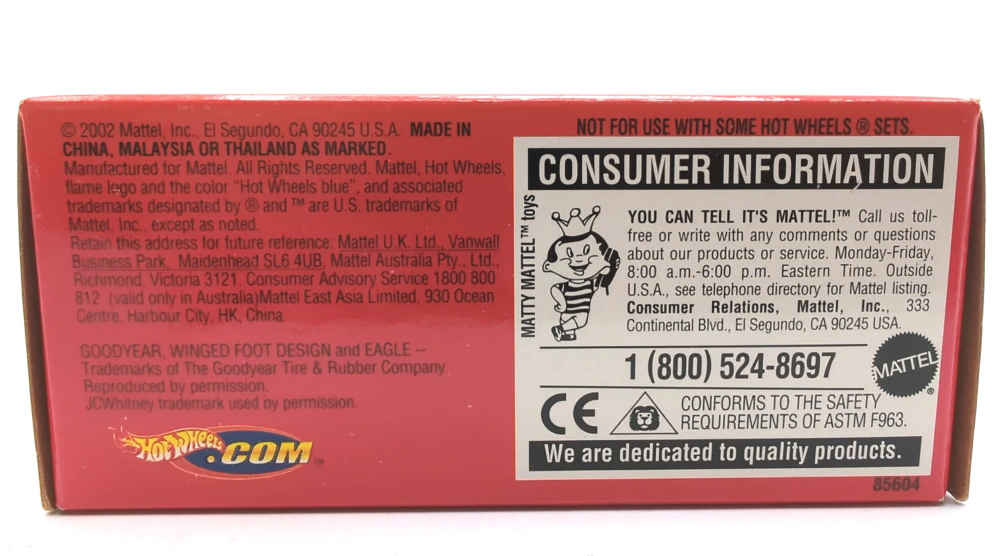 © 2002 Mattel, Inc., El Segundo, CA 90245 U.S.A. MADE IN
CHINA, MALAYSIA OR THAILAND AS MARKED.
Manufactured for Mattel. All Rights Reserved. Mattel, Hot Wheels,
flame logo and the color "Hot Wheels blue", and associated
trademarks designated by ® and ™ are U.S. trademarks of
Mattel, Inc., except as noted.
Retain this address for future reference: Mattel U.K. Ltd., Vanwall
Business Park, Maidenhead SL6 4UB, Mattel Australia Pty., Ltd.,
Richmond, Victoria 3121. Consumer Advisory Service 1800 800
812 (valid only in Australia)Mattel East Asia Limited, 930 Ocean
Centre, Harbour City, HK, China.
GOODYEAR, WINGED FOOT DESIGN and EAGLE –
Trademarks of The Goodyear Tire & Rubber Company.
Reproduced by permission.
JCWhitney trademark used by permission.
Hot Wheels
.COM™
NOT FOR USE WITH SOME HOT WHEELS ® SETS.
CONSUMER INFORMATION
MATTY MATTEL™ toys
YOU CAN TELL IT'S MATTEL!™ Call us toll-
free or write with any comments or questions
about our products or service. Monday-Friday,
8:00 a.m.-6:00 p.m. Eastern Time. Outside
U.S.A., see telephone directory for Mattel listing.
Consumer Relations, Mattel, Inc., 333
Continental Blvd., El Segundo, CA 90245 USA.
1 (800) 524-8697
MATTEL®
CE
CONFORMS TO THE SAFETY
REQUIREMENTS OF ASTM F963.
We are dedicated to quality products.
85604